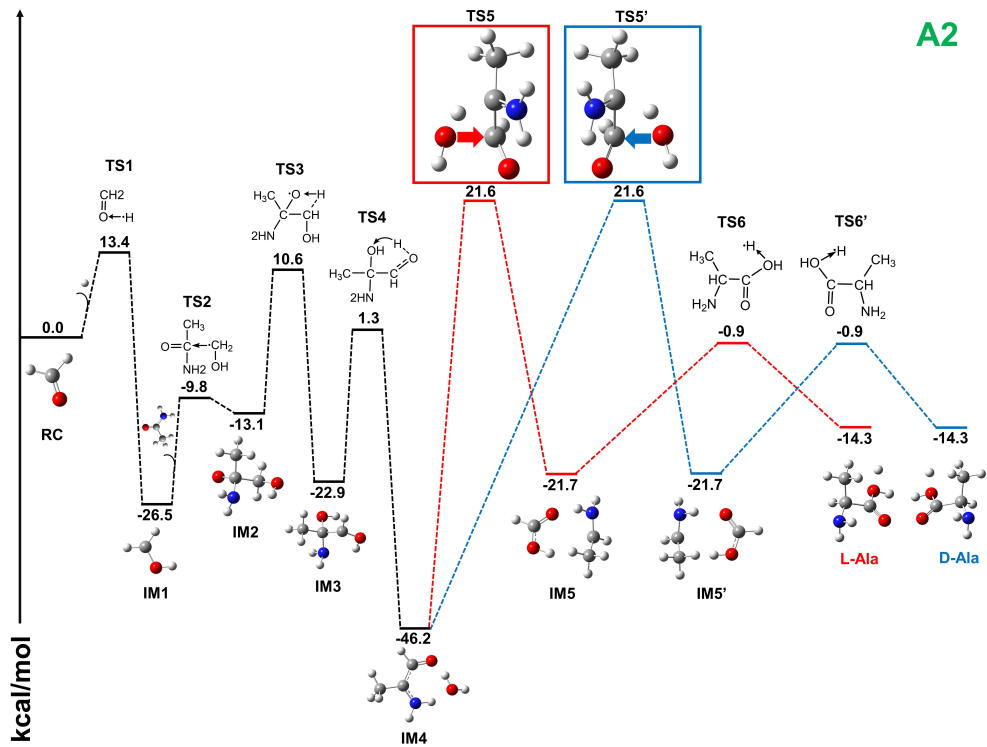 TS5
TS5’
A2
21.6
21.6
TS1
CH2
O
·H
13.4
TS3
H₃C
·O
H
CH
2HN
OH
10.6
TS4
OH
H
O
H₃C
C
C
H
2HN
1.3
TS6
·H
H₃C
OH
CH
C
H₂N
O
-0.9
TS6’
·H
HO
CH₃
C
CH
O
NH₂
-0.9
0.0
RC
TS2
CH₃
O
C
·CH₂
OH
NH2
-9.8
-13.1
IM2
-26.5
IM1
-22.9
IM3
-46.2
IM4
-21.7
IM5
-21.7
IM5’
-14.3
L-Ala
-14.3
D-Ala
kcal/mol